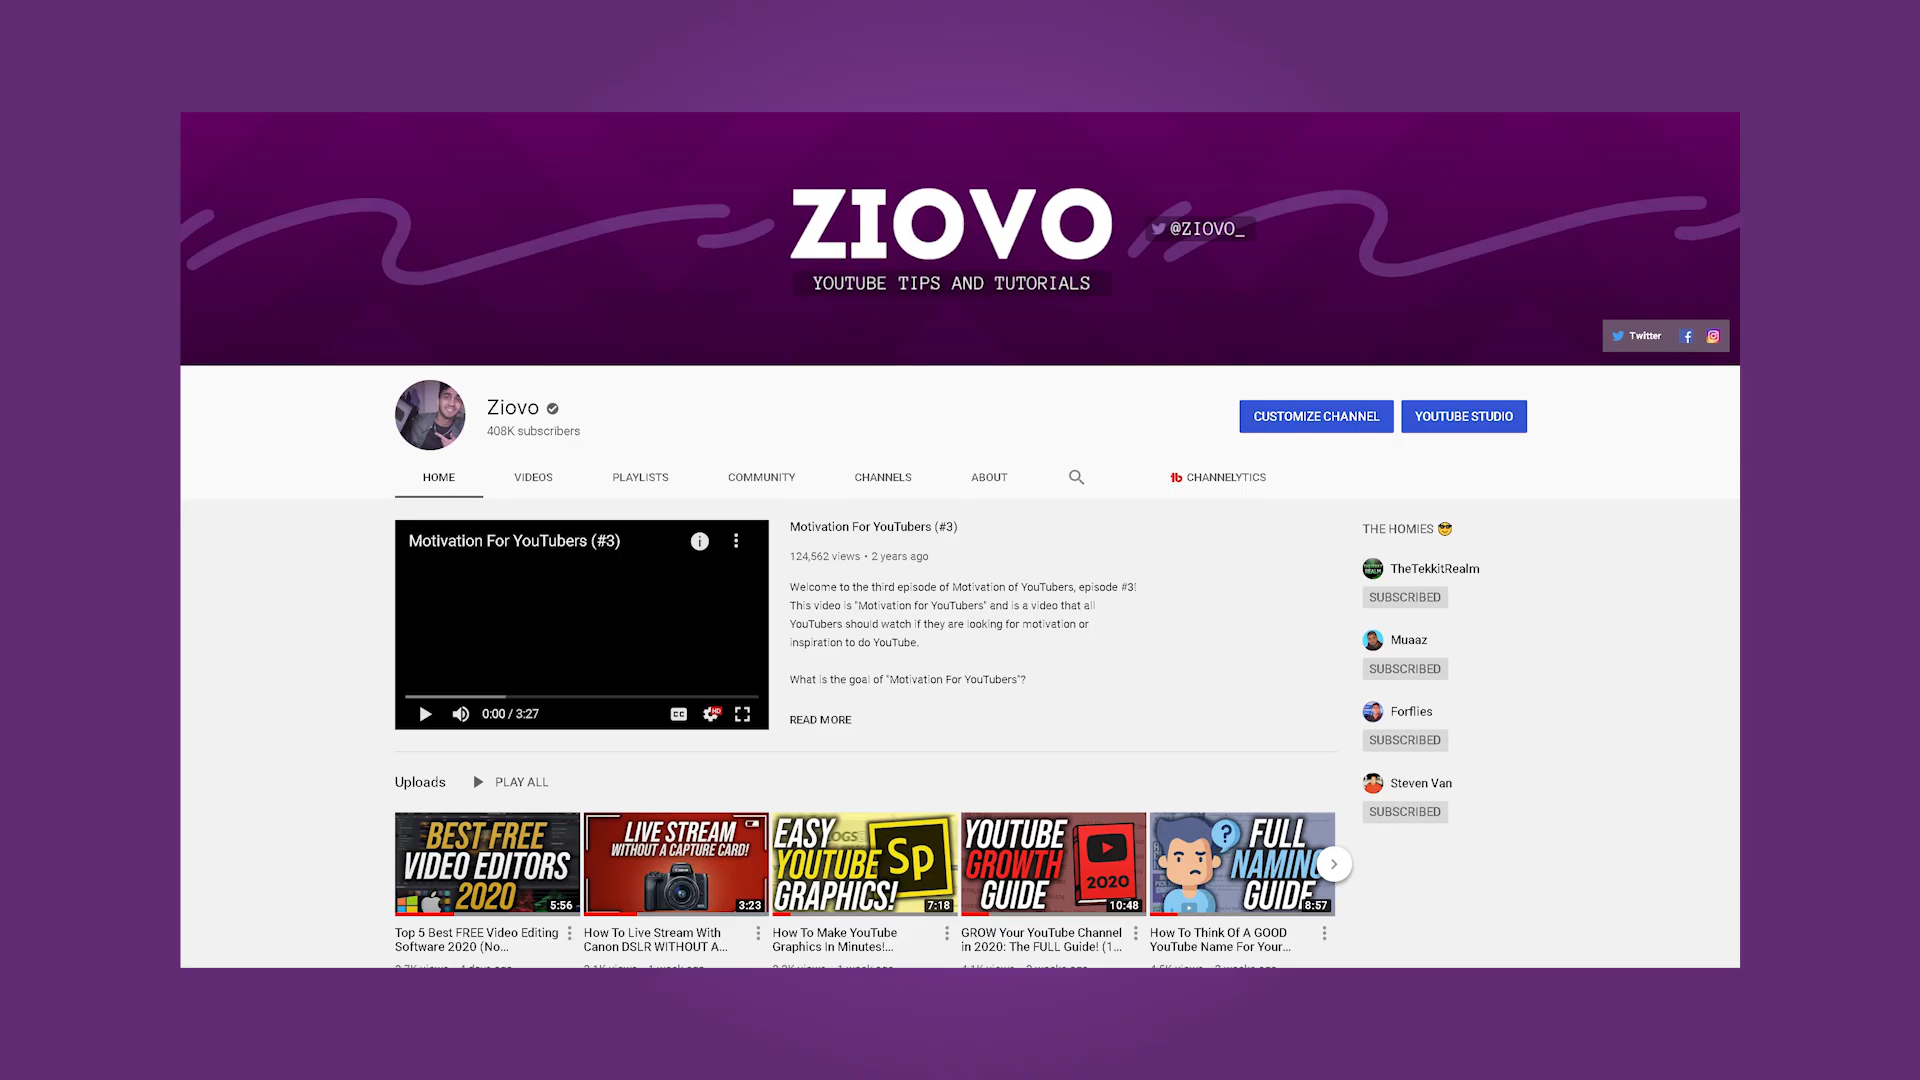 ZIOVO
@ZIOVO_
YOUTUBE TIPS AND TUTORIALS
Twitter
Ziovo
408K subscribers
CUSTOMIZE CHANNEL
YOUTUBE STUDIO
HOME
VIDEOS
PLAYLISTS
COMMUNITY
CHANNELS
ABOUT
CHANNELYTICS
Motivation For YouTubers (#3)
0:00 / 3:27
CC
HD
Motivation For YouTubers (#3)
124,562 views • 2 years ago
Welcome to the third episode of Motivation of YouTubers, episode #3!
This video is "Motivation for YouTubers" and is a video that all
YouTubers should watch if they are looking for motivation or
inspiration to do YouTube.
What is the goal of "Motivation For YouTubers"?
READ MORE
THE HOMIES 😎
TheTekkitRealm
SUBSCRIBED
Muaaz
SUBSCRIBED
Forflies
SUBSCRIBED
Steven Van
SUBSCRIBED
Uploads
PLAY ALL
BEST FREE
VIDEO EDITORS
2020
5:56
Top 5 Best FREE Video Editing
Software 2020 (No...
LIVE STREAM
WITHOUT A CAPTURE CARD!
3:23
How To Live Stream With
Canon DSLR WITHOUT A...
EASY
YOUTUBE
GRAPHICS!
Sp
7:18
How To Make YouTube
Graphics In Minutes!...
YOUTUBE
GROWTH
GUIDE
2020
10:48
GROW Your YouTube Channel
in 2020: The FULL Guide! (1...
FULL
NAMING
GUIDE
8:57
How To Think Of A GOOD
YouTube Name For Your...